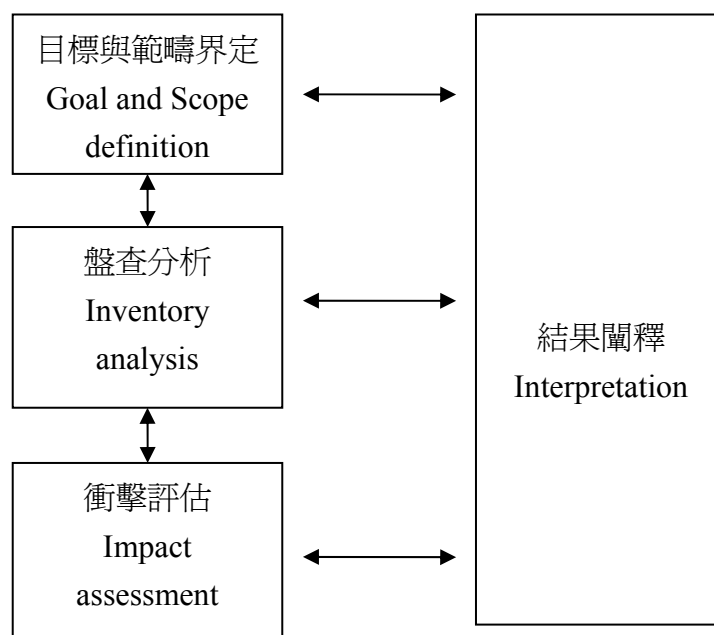 目標與範疇界定
Goal and Scope
definition
盤查分析
Inventory
analysis
衝擊評估
Impact
assessment
結果闡釋
Interpretation